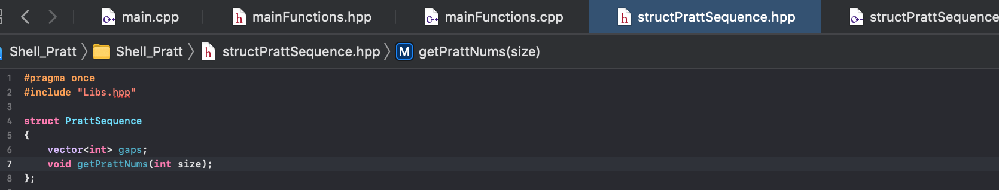 main.cpp mainFunctions.hpp mainFunctions.cpp structPrattSequence.hpp structPrattSequence
Shell_Pratt Shell_Pratt structPrattSequence.hpp M getPrattNums(size)
1 #pragma once
2 #include "Libs.hpp"
3
4 struct PrattSequence
5 {
6 vector<int> gaps;
7 void getPrattNums(int size);
8 };